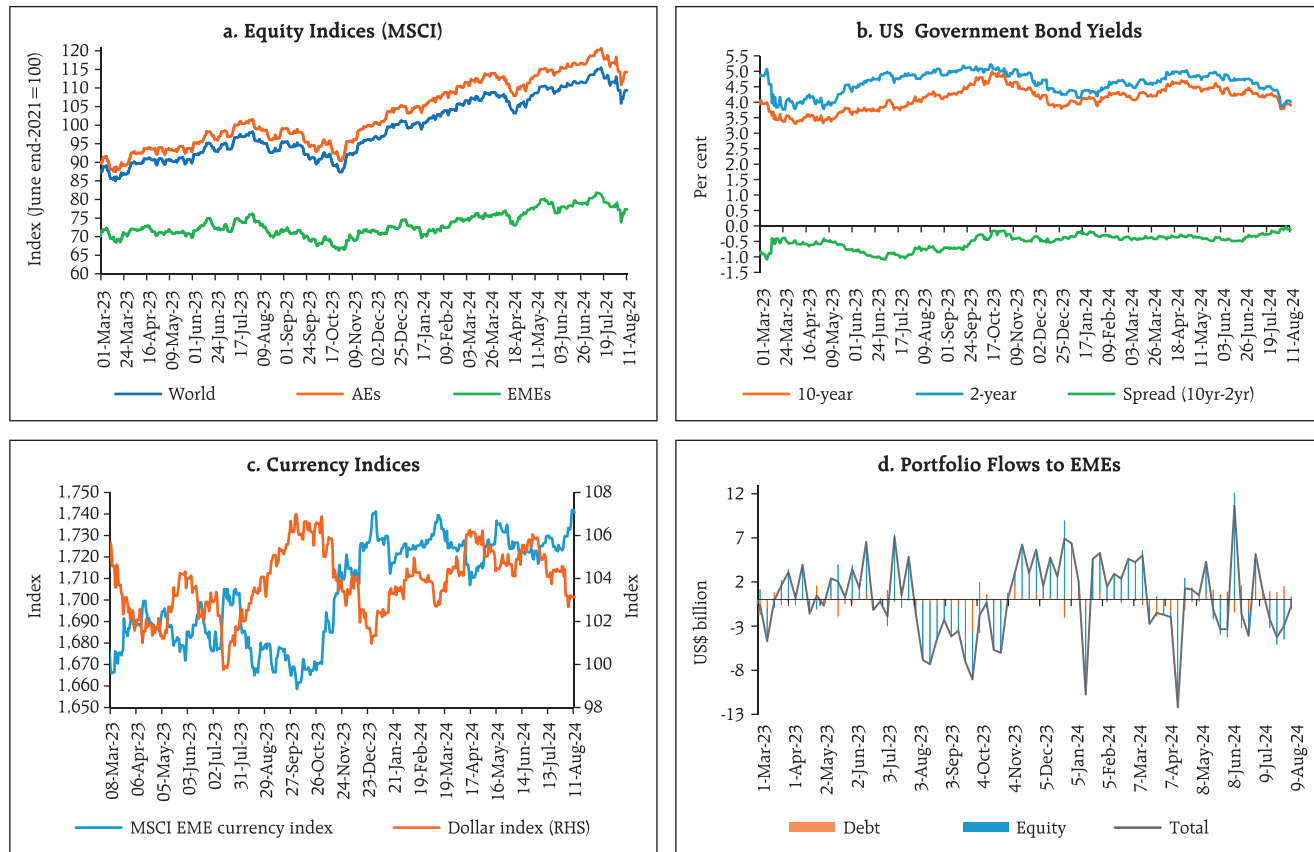 a. Equity Indices (MSCI)
Index (June end-2021=100)
120
115
110
105
100
95
90
85
80
75
70
65
60
01-Mar-23
24-Mar-23
16-Apr-23
09-May-23
01-Jun-23
24-Jun-23
17-Jul-23
09-Aug-23
01-Sep-23
24-Sep-23
17-Oct-23
09-Nov-23
02-Dec-23
25-Dec-23
17-Jan-24
09-Feb-24
03-Mar-24
26-Mar-24
18-Apr-24
11-May-24
03-Jun-24
26-Jun-24
19-Jul-24
11-Aug-24
World AEs EMEs
b. US Government Bond Yields
Per cent
5.5
5.0
4.5
4.0
3.5
3.0
2.5
2.0
1.5
1.0
0.5
0.0
-0.5
-1.0
-1.5
01-Mar-23
24-Mar-23
16-Apr-23
09-May-23
01-Jun-23
24-Jun-23
17-Jul-23
09-Aug-23
01-Sep-23
24-Sep-23
17-Oct-23
09-Nov-23
02-Dec-23
25-Dec-23
17-Jan-24
09-Feb-24
03-Mar-24
26-Mar-24
18-Apr-24
11-May-24
03-Jun-24
26-Jun-24
19-Jul-24
11-Aug-24
10-year 2-year Spread (10yr-2yr)
c. Currency Indices
Index
1,750
1,740
1,730
1,720
1,710
1,700
1,690
1,680
1,670
1,660
1,650
108
106
104
102
100
98
Index
08-Mar-23
06-Apr-23
05-May-23
03-Jun-23
02-Jul-23
31-Jul-23
29-Aug-23
27-Sep-23
26-Oct-23
24-Nov-23
23-Dec-23
21-Jan-24
19-Feb-24
19-Mar-24
17-Apr-24
16-May-24
14-Jun-24
13-Jul-24
11-Aug-24
MSCI EME currency index Dollar index (RHS)
d. Portfolio Flows to EMEs
US$ billion
12
7
2
-3
-8
-13
1-Mar-23
1-Apr-23
2-May-23
2-Jun-23
3-Jul-23
3-Aug-23
3-Sep-23
4-Oct-23
4-Nov-23
5-Dec-23
5-Jan-24
5-Feb-24
7-Mar-24
7-Apr-24
8-May-24
8-Jun-24
9-Jul-24
9-Aug-24
Debt Equity Total